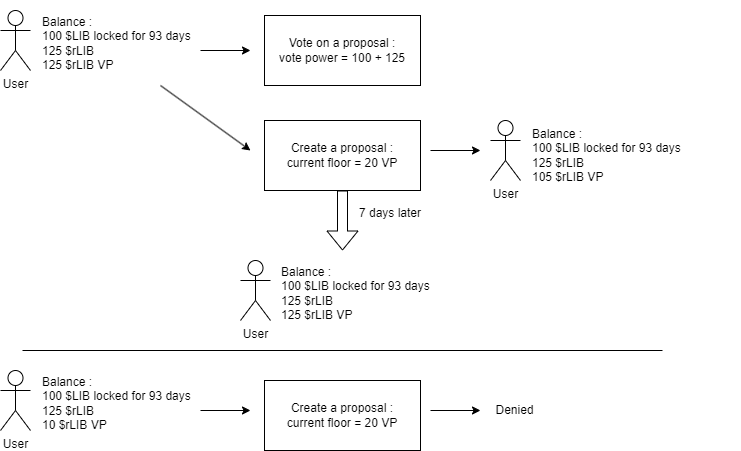 Balance :
100 $LIB locked for 93 days
125 $rLIB
125 $rLIB VP
User
Vote on a proposal :
vote power = 100 + 125
Create a proposal :
current floor = 20 VP
Balance :
100 $LIB locked for 93 days
125 $rLIB
105 $rLIB VP
User
7 days later
Balance :
100 $LIB locked for 93 days
125 $rLIB
125 $rLIB VP
User
Balance :
100 $LIB locked for 93 days
125 $rLIB
10 $rLIB VP
User
Create a proposal :
current floor = 20 VP
Denied